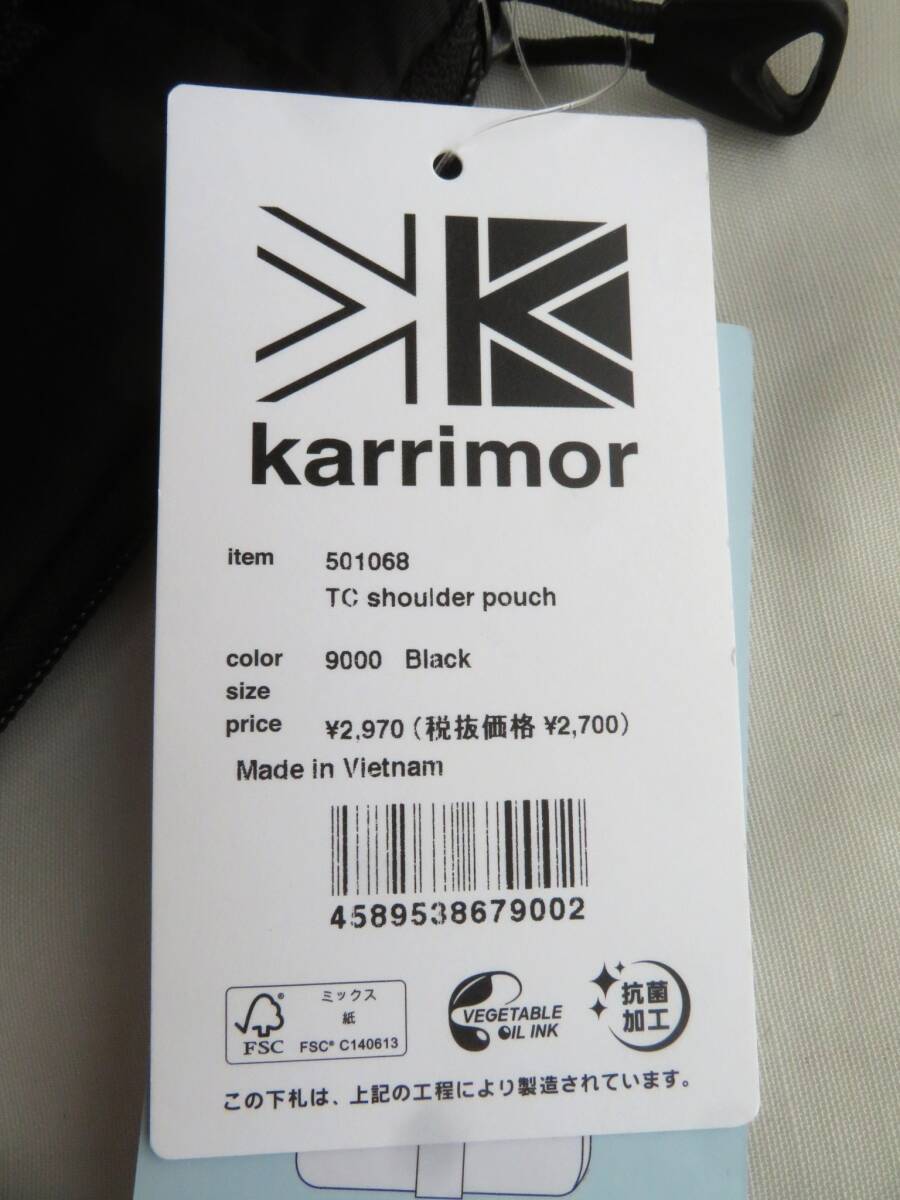 karrimor
item 501068
TC shoulder pouch
color 9000 Black
size
price ¥2,970 (税抜価格 ¥2,700)
Made in Vietnam
4589538679002
FSC®
ミックス
紙
FSC® C140613
VEGETABLE
OIL INK
抗菌
加工
この下札は、上記の工程により製造されています。